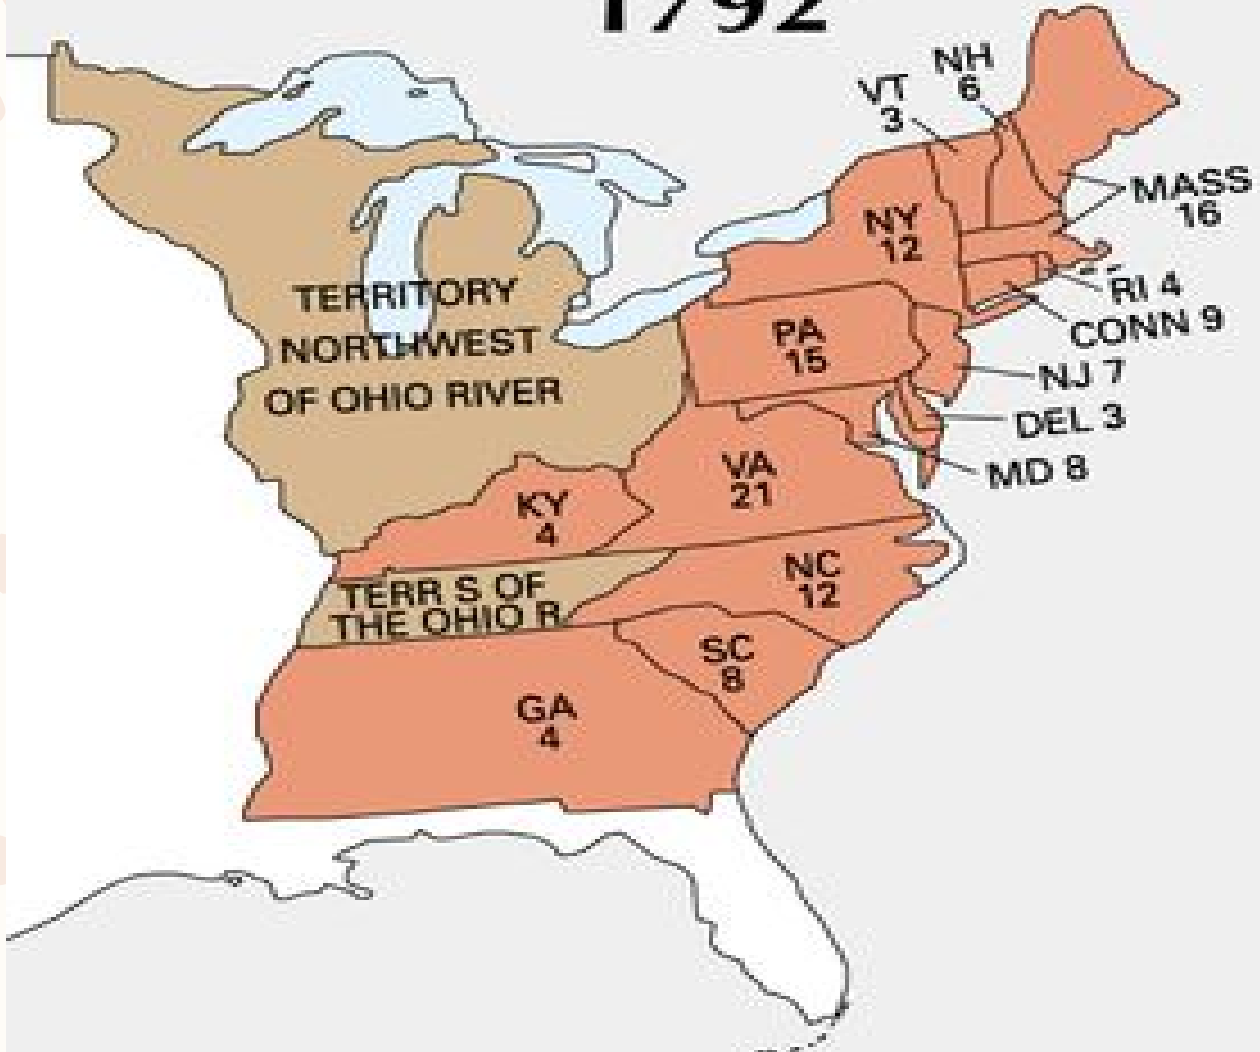 1792
NH
6
VT
3
MASS
16
NY
12
RI 4
CONN 9
PA
15
NJ 7
DEL 3
MD 8
TERRITORY
NORTHWEST
OF OHIO RIVER
VA
21
KY
4
NC
12
TERR S OF
THE OHIO R.
SC
8
GA
4